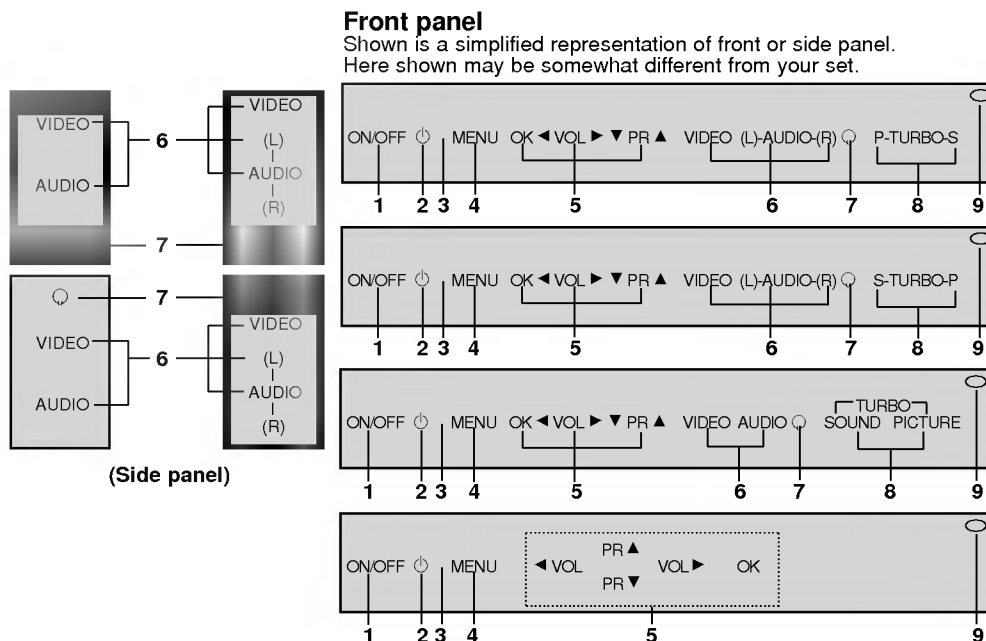 Front panel
Shown is a simplified representation of front or side panel.
Here shown may be somewhat different from your set.
VIDEO
AUDIO
6
VIDEO
(L)
AUDIO
(R)
7
7
VIDEO
AUDIO
6
VIDEO
(L)
AUDIO
(R)
(Side panel)
ON/OFF MENU OK ◀ VOL ▶ ▼ PR ▲ VIDEO (L)-AUDIO-(R) P-TURBO-S
1 2 3 4 5 6 7 8 9
ON/OFF MENU OK ◀ VOL ▶ ▼ PR ▲ VIDEO (L)-AUDIO-(R) S-TURBO-P
1 2 3 4 5 6 7 8 9
TURBO
ON/OFF MENU OK ◀ VOL ▶ ▼ PR ▲ VIDEO AUDIO SOUND PICTURE
1 2 3 4 5 6 7 8 9
PR ▲
ON/OFF MENU ◀ VOL VOL ▶ OK
PR ▼
1 2 3 4 5 9